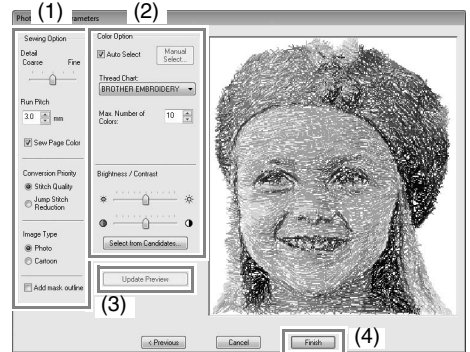 (1)
(2)
Pho
rameters
Sewing Option
Detail
Coarse Fine
Run Pitch
3.0 mm
Sew Page Color
Conversion Priority
Stitch Quality
Jump Stitch
Reduction
Image Type
Photo
Cartoon
Add mask outline
Color Option
Auto Select
Manual
Select...
Thread Chart:
BROTHER EMBROIDERY
Max. Number of
Colors:
10
Brightness / Contrast
Select from Candidates...
Update Preview
(3)
< Previous
Cancel
Finish
(4)